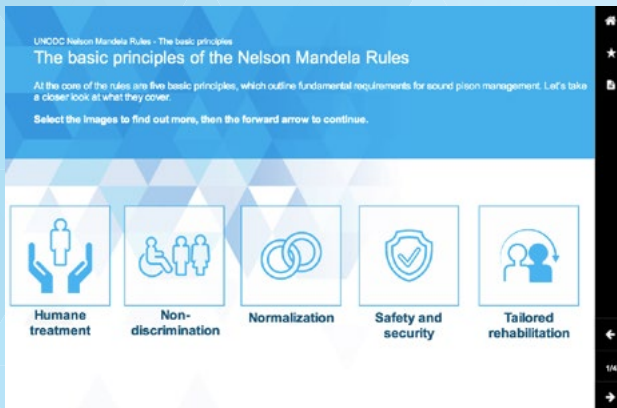 UNODC Nelson Mandela Rules - The basic principles
The basic principles of the Nelson Mandela Rules
At the core of the rules are five basic principles, which outline fundamental requirements for sound pison management. Let's take
a closer look at what they cover.
Select the images to find out more, then the forward arrow to continue.
Humane
treatment
Non-
discrimination
Normalization
Safety and
security
Tailored
rehabilitation
1/4